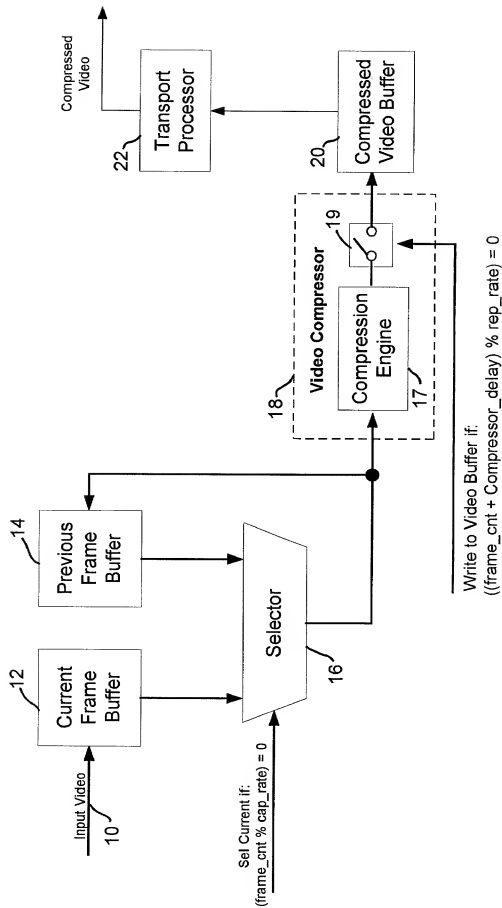 Input Video
10
12
Current
Frame
Buffer
14
Previous
Frame
Buffer
Sel Current if:
(frame_cnt % cap_rate) = 0
Selector
16
18
Video Compressor
Compression
Engine
17
19
Write to Video Buffer if:
((frame_cnt + Compressor_delay) % rep_rate) = 0
20
Compressed
Video Buffer
22
Transport
Processor
Compressed
Video